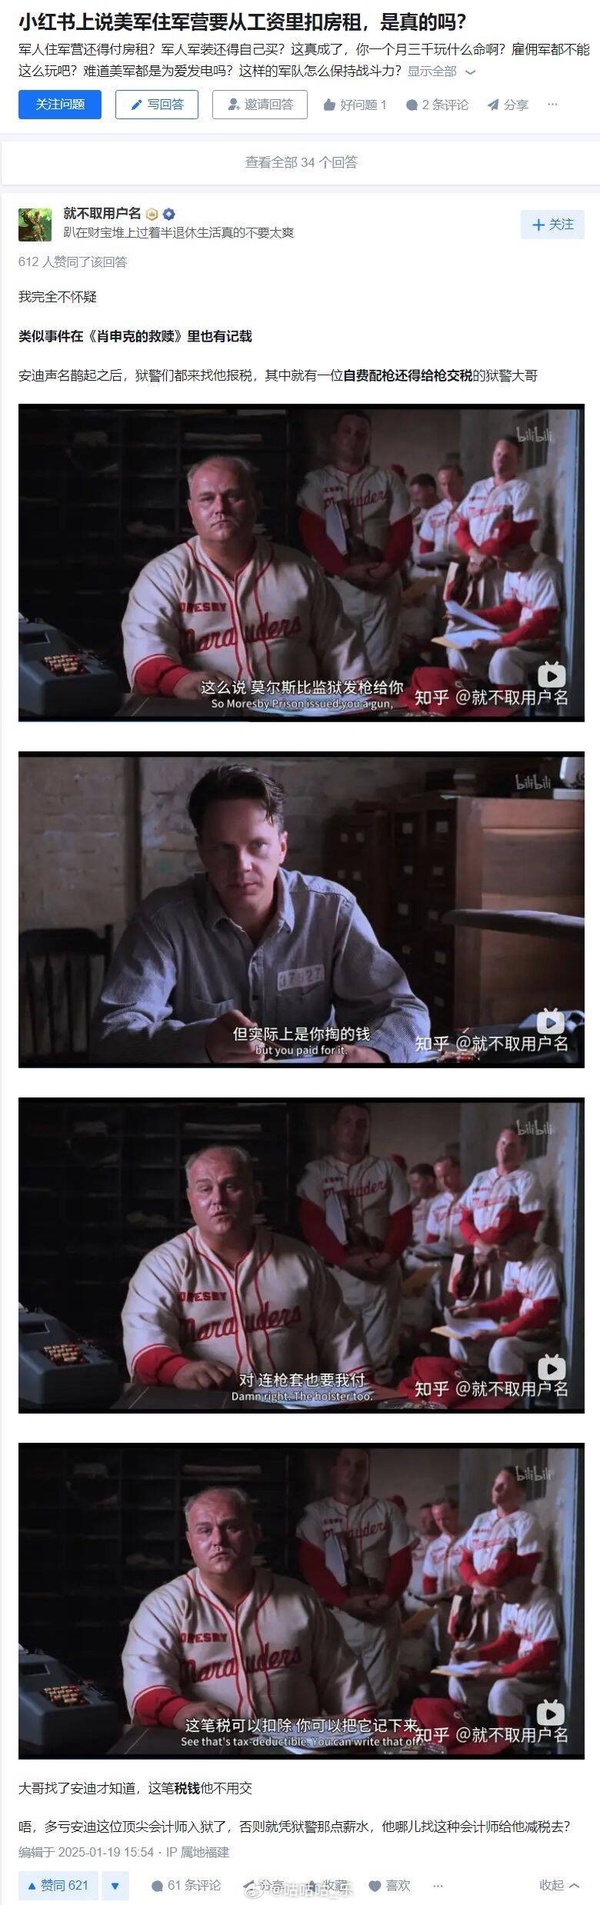 小红书上说美军住军营要从工资里扣房租，是真的吗？
军人住军营还得付房租？军人军装还得自己买？这真成了，你一个月三千玩什么命啊？雇佣军都不能
这么玩吧？难道美军都是为爱发电吗？这样的军队怎么保持战斗力？显示全部
关注问题 写回答 邀请回答 好问题 1 2 条评论 分享 ···
查看全部 34 个回答
就不取用户名
趴在财宝堆上过着半退休生活真的不要太爽
+ 关注
612 人赞同了该回答
我完全不怀疑
类似事件在《肖申克的救赎》里也有记载
安迪声名鹊起之后，狱警们都来找他报税，其中就有一位自费配枪还得给枪交税的狱警大哥
bilibili
Marauders
ORESBY
Marauders
这么说 莫尔斯比监狱发枪给你
So Moresby Prison issued you a gun,
知乎 @就不取用户名
bilibili
37927
但实际上是你掏的钱
but you paid for it.
知乎 @就不取用户名
bilibili
Marauders
ORESBY
Marauders
对 连枪套也要我付
Damn right. The holster too.
知乎 @就不取用户名
bilibili
Marauders
ORESBY
Marauders
这笔税可以扣除 你可以把它记下来
See that's tax-deductible. You can write that off.
知乎 @就不取用户名
大哥找了安迪才知道，这笔税钱他不用交
唔，多亏安迪这位顶尖会计师入狱了，否则就凭狱警那点薪水，他哪儿找这种会计师给他减税去？
编辑于 2025-01-19 15:54 · IP 属地福建
赞同 621 61 条评论 分享 收藏 喜欢 ··· 收起